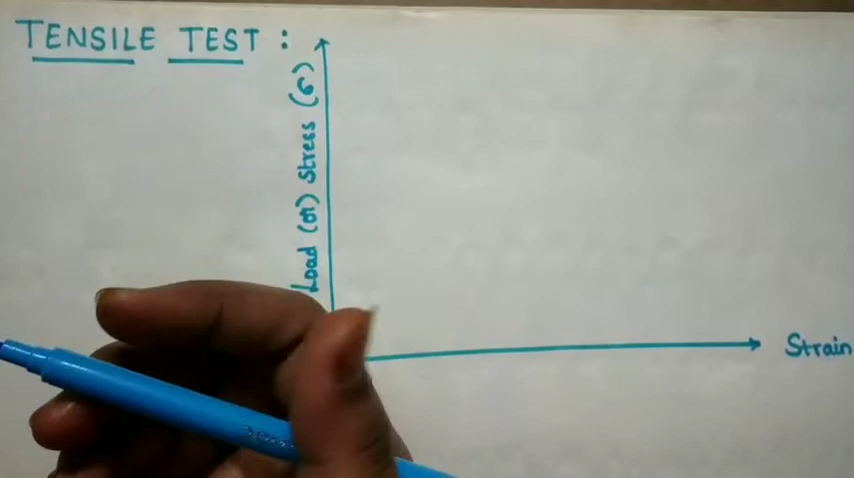 TENSILE TEST :
Load (or) Stress (σ)
Strain